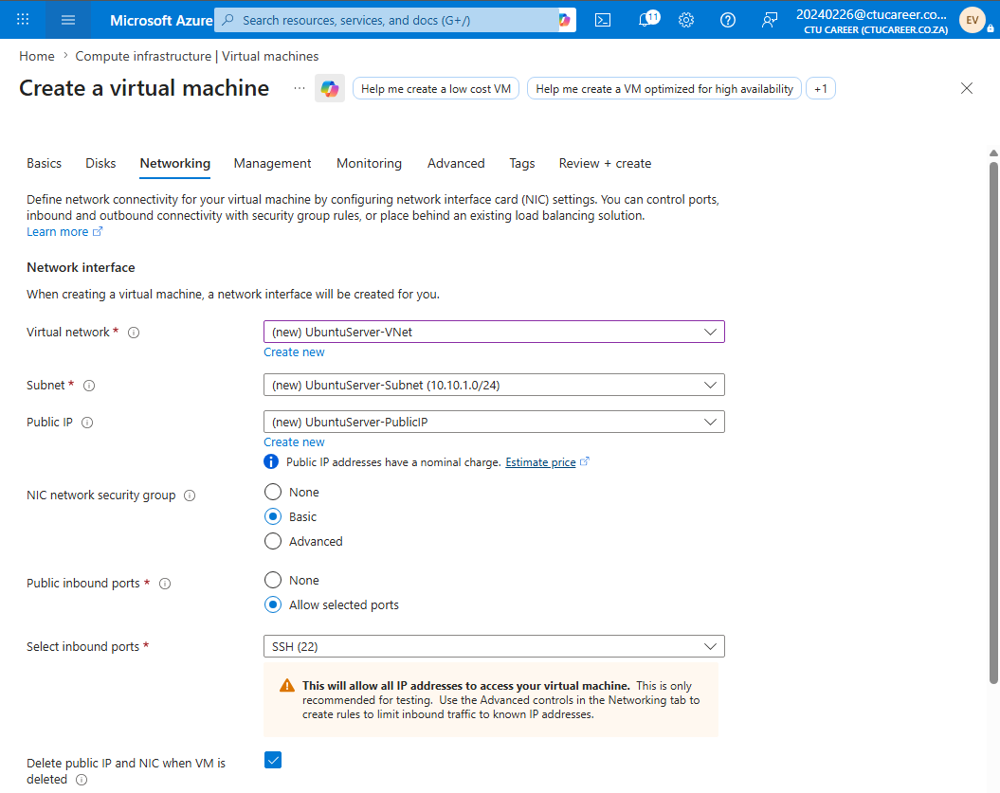 Microsoft Azure
Search resources, services, and docs (G+/)
11
20240226@ctucareer.co...
CTU CAREER (CTUCAREER.CO.ZA)
EV
Home > Compute infrastructure | Virtual machines
Create a virtual machine
...
Help me create a low cost VM
Help me create a VM optimized for high availability
+1
Basics
Disks
Networking
Management
Monitoring
Advanced
Tags
Review + create
Define network connectivity for your virtual machine by configuring network interface card (NIC) settings. You can control ports,
inbound and outbound connectivity with security group rules, or place behind an existing load balancing solution.
Learn more
Network interface
When creating a virtual machine, a network interface will be created for you.
Virtual network *
(new) UbuntuServer-VNet
Create new
Subnet *
(new) UbuntuServer-Subnet (10.10.1.0/24)
Public IP
(new) UbuntuServer-PublicIP
Create new
Public IP addresses have a nominal charge. Estimate price
NIC network security group
None
Basic
Advanced
Public inbound ports *
None
Allow selected ports
Select inbound ports *
SSH (22)
This will allow all IP addresses to access your virtual machine. This is only
recommended for testing. Use the Advanced controls in the Networking tab to
create rules to limit inbound traffic to known IP addresses.
Delete public IP and NIC when VM is
deleted